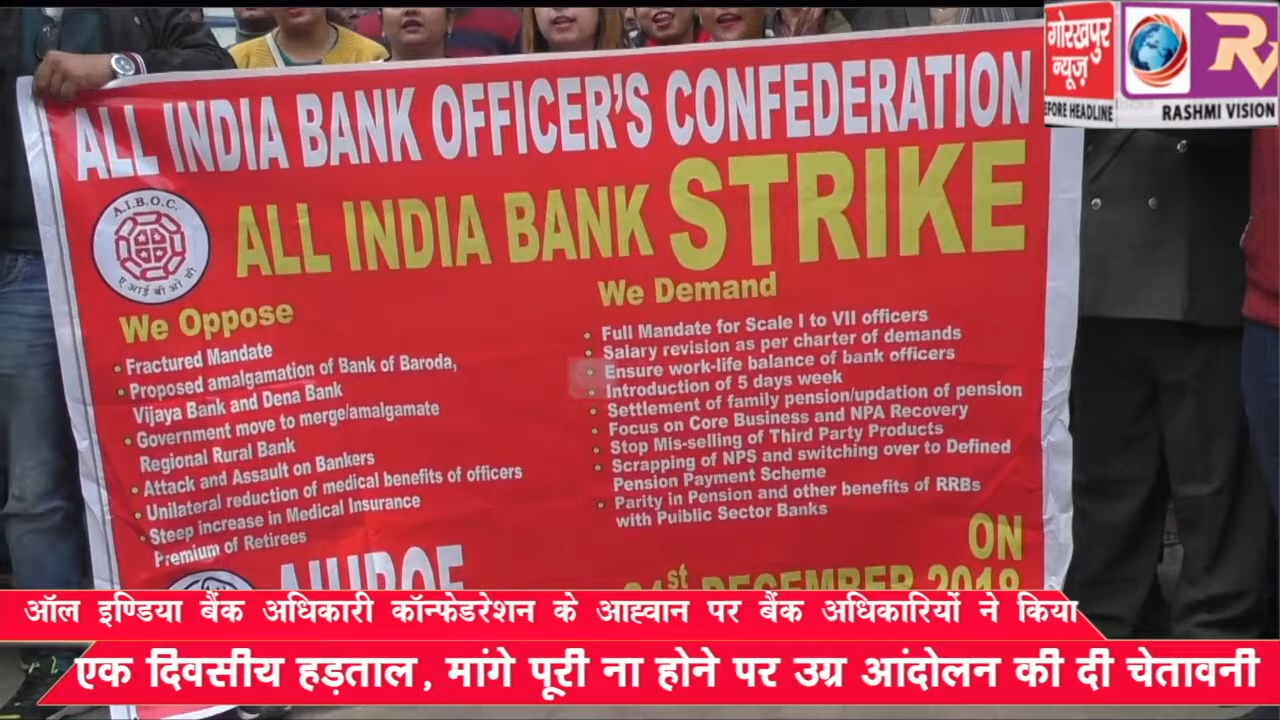 गोरखपुर
न्यूज़
RV
EFORE HEADLINE
RASHMI VISION
ALL INDIA BANK OFFICER'S CONFEDERATION
A.I.B.O.C.
ए आई बी ओ सी
ALL INDIA BANK STRIKE
We Oppose
• Fractured Mandate
• Proposed amalgamation of Bank of Baroda,
Vijaya Bank and Dena Bank
• Government move to merge/amalgamate
Regional Rural Bank
• Attack and Assault on Bankers
• Unilateral reduction of medical benefits of officers
• Steep increase in Medical Insurance
Premium of Retirees
We Demand
• Full Mandate for Scale I to VII officers
• Salary revision as per charter of demands
• Ensure work-life balance of bank officers
• Introduction of 5 days week
• Settlement of family pension/updation of pension
• Focus on Core Business and NPA Recovery
• Stop Mis-selling of Third Party Products
• Scrapping of NPS and switching over to Defined
Pension Payment Scheme
• Parity in Pension and other benefits of RRBs
with Puiblic Sector Banks
ON
21st DECEMBER 2018
ऑल इण्डिया बैंक अधिकारी कॉन्फेडरेशन के आह्वान पर बैंक अधिकारियों ने किया
एक दिवसीय हड़ताल, मांगे पूरी ना होने पर उग्र आंदोलन की दी चेतावनी